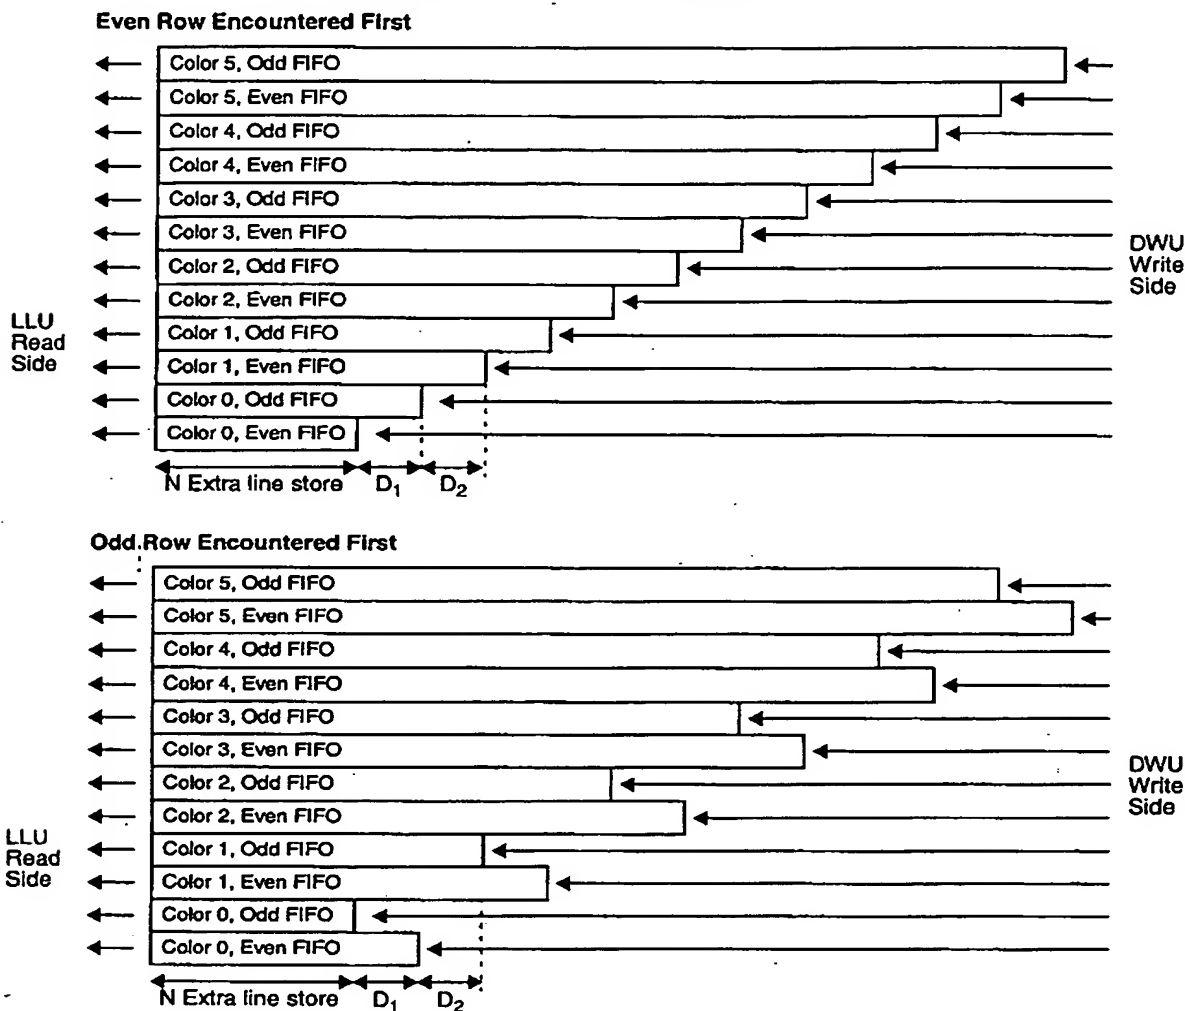 Even Row Encountered First
Color 5, Odd FIFO
Color 5, Even FIFO
Color 4, Odd FIFO
Color 4, Even FIFO
Color 3, Odd FIFO
Color 3, Even FIFO
Color 2, Odd FIFO
Color 2, Even FIFO
Color 1, Odd FIFO
Color 1, Even FIFO
Color 0, Odd FIFO
Color 0, Even FIFO
LLU
Read
Side
DWU
Write
Side
N Extra line store D₁ D₂
Odd Row Encountered First
Color 5, Odd FIFO
Color 5, Even FIFO
Color 4, Odd FIFO
Color 4, Even FIFO
Color 3, Odd FIFO
Color 3, Even FIFO
Color 2, Odd FIFO
Color 2, Even FIFO
Color 1, Odd FIFO
Color 1, Even FIFO
Color 0, Odd FIFO
Color 0, Even FIFO
LLU
Read
Side
DWU
Write
Side
N Extra line store D₁ D₂